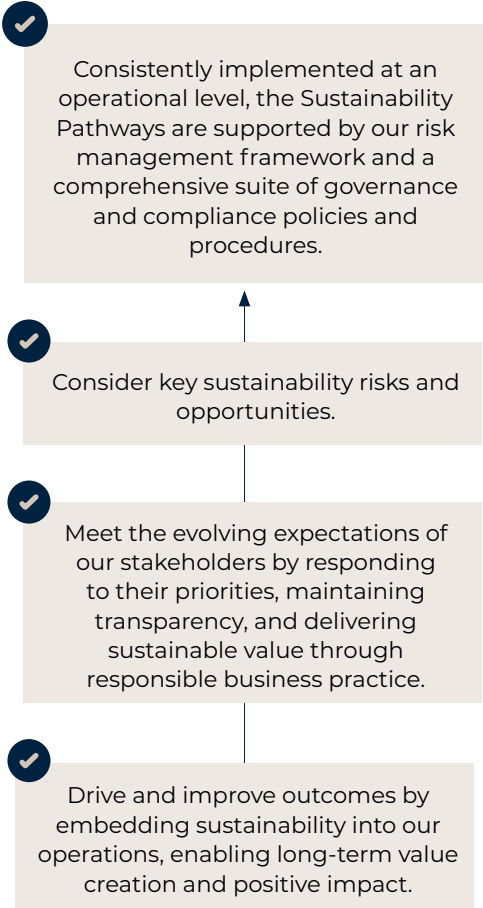 Consistently implemented at an
operational level, the Sustainability
Pathways are supported by our risk
management framework and a
comprehensive suite of governance
and compliance policies and
procedures.
Consider key sustainability risks and
opportunities.
Meet the evolving expectations of
our stakeholders by responding
to their priorities, maintaining
transparency, and delivering
sustainable value through
responsible business practice.
Drive and improve outcomes by
embedding sustainability into our
operations, enabling long-term value
creation and positive impact.